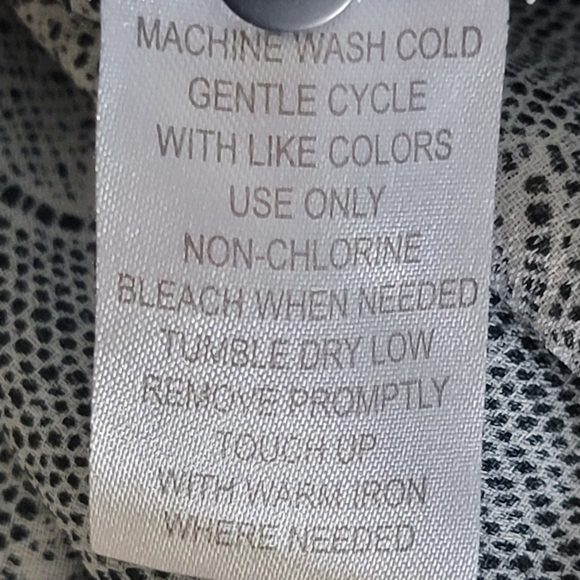 MACHINE WASH COLD
GENTLE CYCLE
WITH LIKE COLORS
USE ONLY
NON-CHLORINE
BLEACH WHEN NEEDED
TUMBLE DRY LOW
REMOVE PROMPTLY
TOUCH UP
WITH WARM IRON
WHERE NEEDED